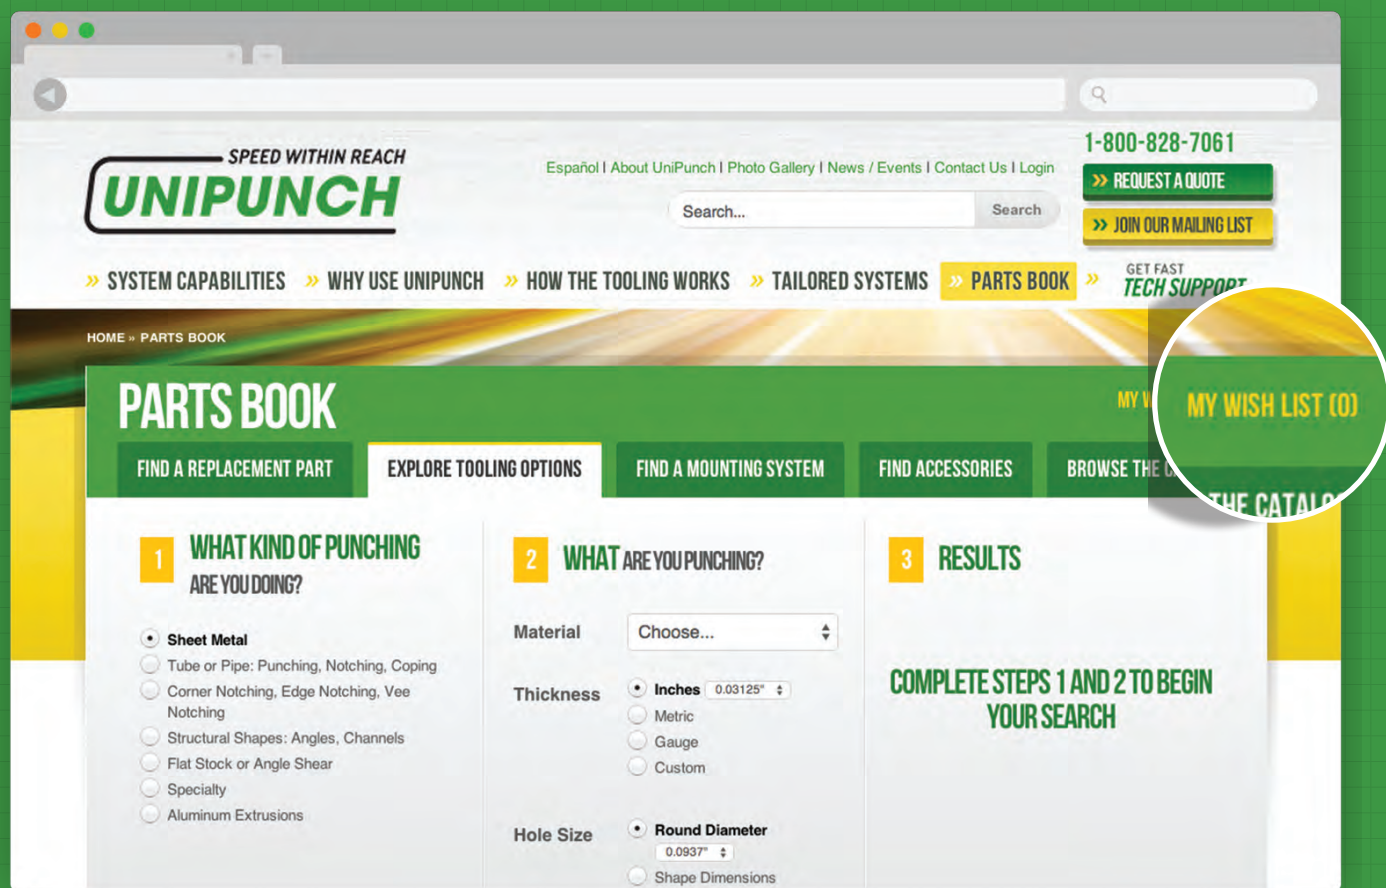 SPEED WITHIN REACH
UNIPUNCH
Español | About UniPunch | Photo Gallery | News / Events | Contact Us | Login
Search...
Search
1-800-828-7061
» REQUEST A QUOTE
» JOIN OUR MAILING LIST
» SYSTEM CAPABILITIES » WHY USE UNIPUNCH » HOW THE TOOLING WORKS » TAILORED SYSTEMS » PARTS BOOK »
GET FAST
TECH SUPPORT
HOME » PARTS BOOK
PARTS BOOK
MY
MY WISH LIST (0)
FIND A REPLACEMENT PART
EXPLORE TOOLING OPTIONS
FIND A MOUNTING SYSTEM
FIND ACCESSORIES
BROWSE THE
THE
1 WHAT KIND OF PUNCHING
ARE YOU DOING?
Sheet Metal
Tube or Pipe: Punching, Notching, Coping
Corner Notching, Edge Notching, Vee
Notching
Structural Shapes: Angles, Channels
Flat Stock or Angle Shear
Specialty
Aluminum Extrusions
2 WHAT ARE YOU PUNCHING?
Material Choose...
Thickness Inches 0.03125"
Metric
Gauge
Custom
Hole Size Round Diameter
0.0937"
Shape Dimensions
3 RESULTS
COMPLETE STEPS 1 AND 2 TO BEGIN
YOUR SEARCH